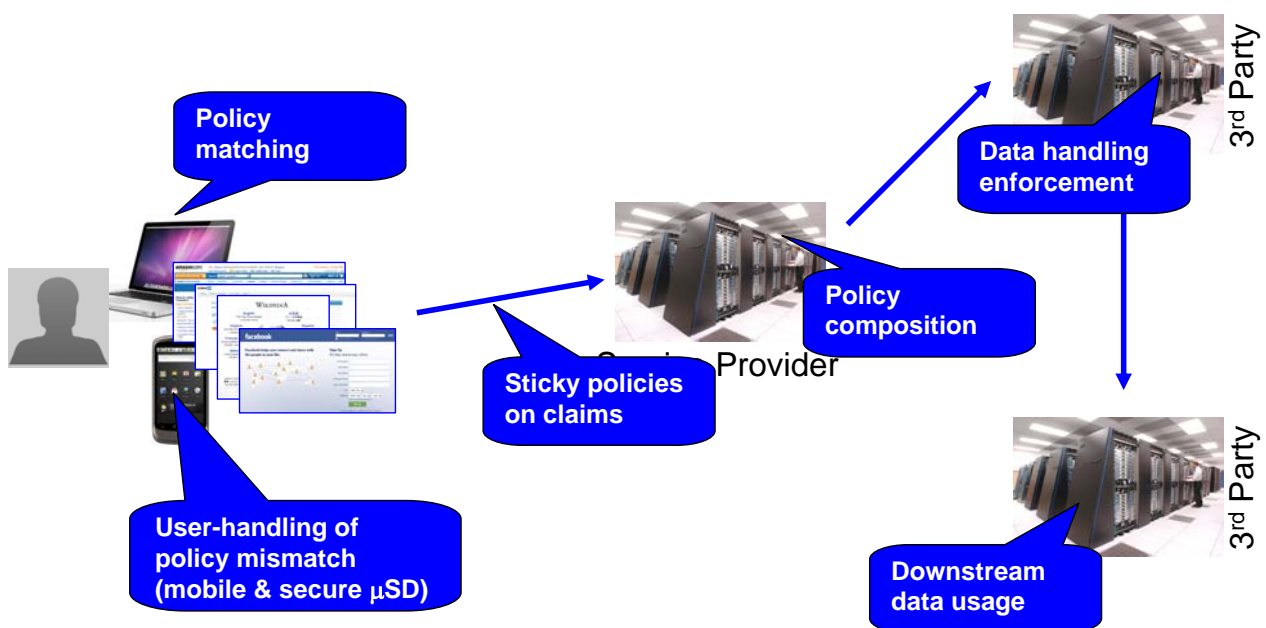 Policy
matching
3rd Party
Data handling
enforcement
WIKIPEDIA
facebook
Policy
composition
Provider
Sticky policies
on claims
3rd Party
User-handling of
policy mismatch
(mobile & secure μSD)
Downstream
data usage